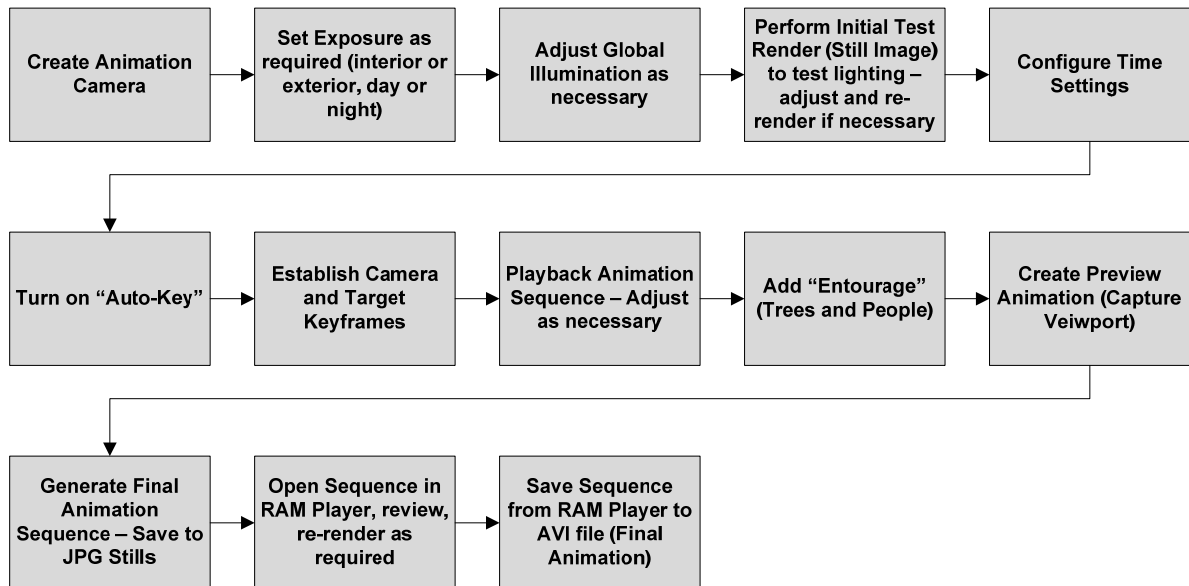 Create Animation
Camera
Set Exposure as
required (interior or
exterior, day or
night)
Adjust Global
Illumination as
necessary
Perform Initial Test
Render (Still Image)
to test lighting –
adjust and re-
render if necessary
Configure Time
Settings
Turn on “Auto-Key”
Establish Camera
and Target
Keyframes
Playback Animation
Sequence – Adjust
as necessary
Add “Entourage”
(Trees and People)
Create Preview
Animation (Capture
Veiwport)
Generate Final
Animation
Sequence – Save to
JPG Stills
Open Sequence in
RAM Player, review,
re-render as
required
Save Sequence
from RAM Player to
AVI file (Final
Animation)